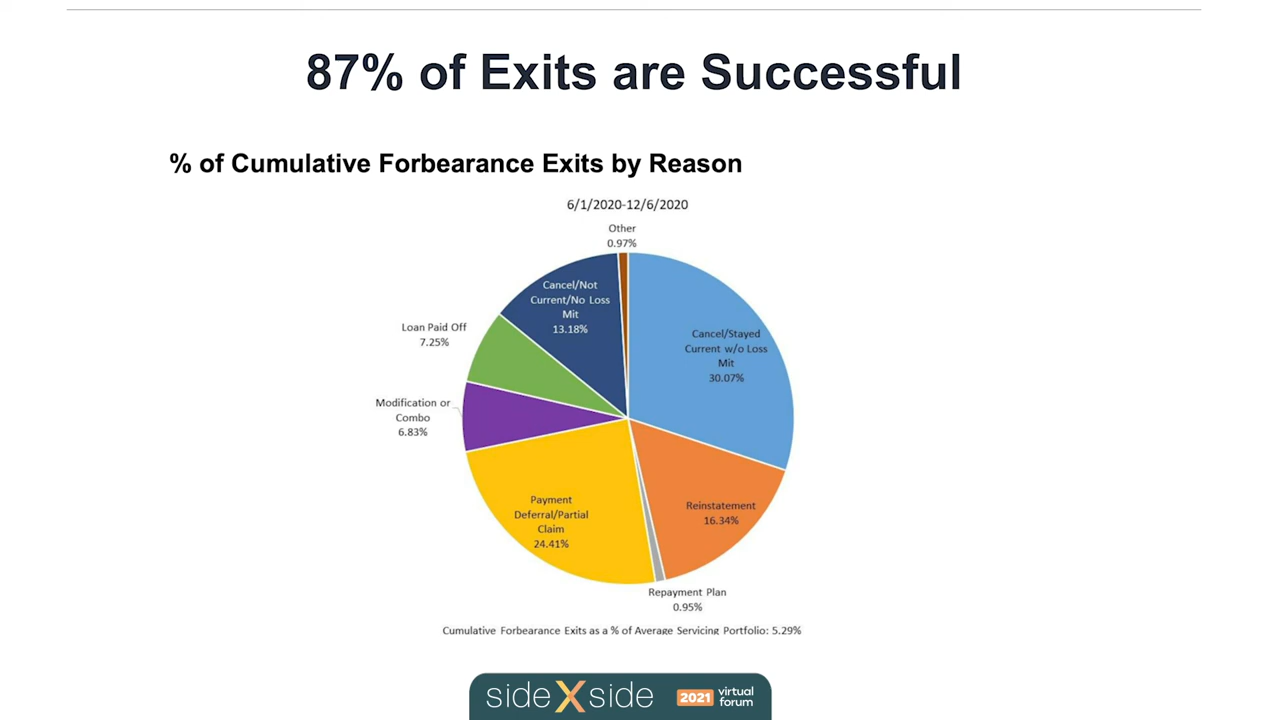 87% of Exits are Successful
% of Cumulative Forbearance Exits by Reason
6/1/2020-12/6/2020
Other
0.97%
Cancel/Not
Current/No Loss
Mit
13.18%
Loan Paid Off
7.25%
Cancel/Stayed
Current w/o Loss
Mit
30.07%
Modification or
Combo
6.83%
Payment
Deferral/Partial
Claim
24.41%
Reinstatement
16.34%
Repayment Plan
0.95%
Cumulative Forbearance Exits as a % of Average Servicing Portfolio: 5.29%
sideXside 2021 virtual
forum